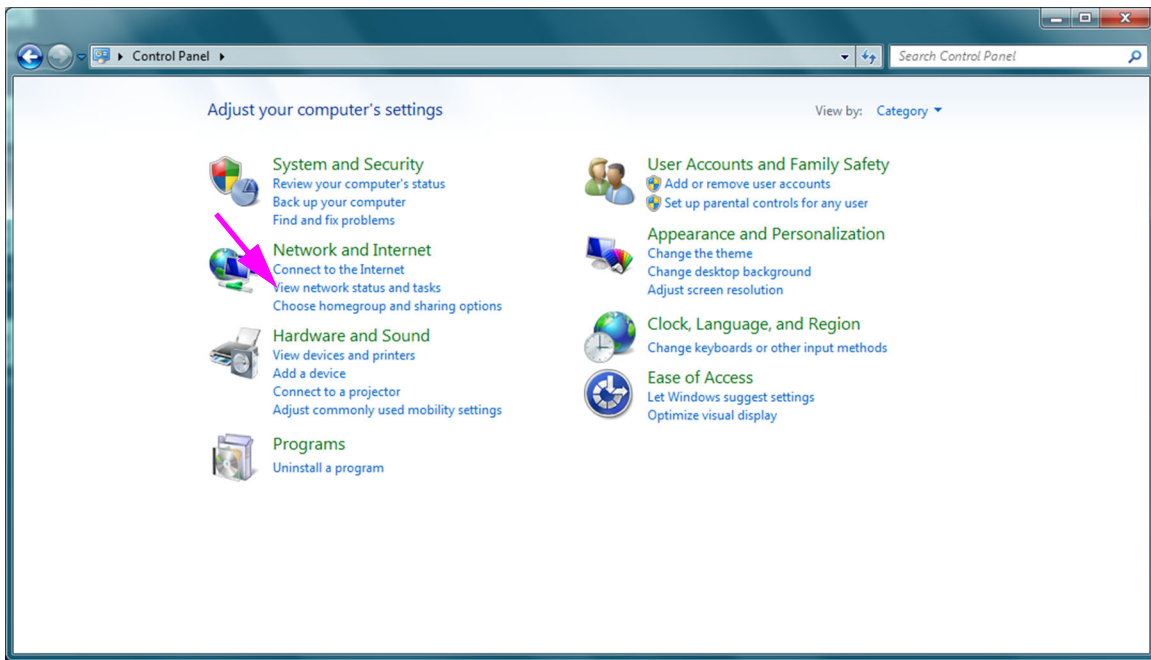 Control Panel
Search Control Panel
Adjust your computer's settings
View by: Category
System and Security
Review your computer's status
Back up your computer
Find and fix problems
Network and Internet
Connect to the Internet
View network status and tasks
Choose homegroup and sharing options
Hardware and Sound
View devices and printers
Add a device
Connect to a projector
Adjust commonly used mobility settings
Programs
Uninstall a program
User Accounts and Family Safety
Add or remove user accounts
Set up parental controls for any user
Appearance and Personalization
Change the theme
Change desktop background
Adjust screen resolution
Clock, Language, and Region
Change keyboards or other input methods
Ease of Access
Let Windows suggest settings
Optimize visual display